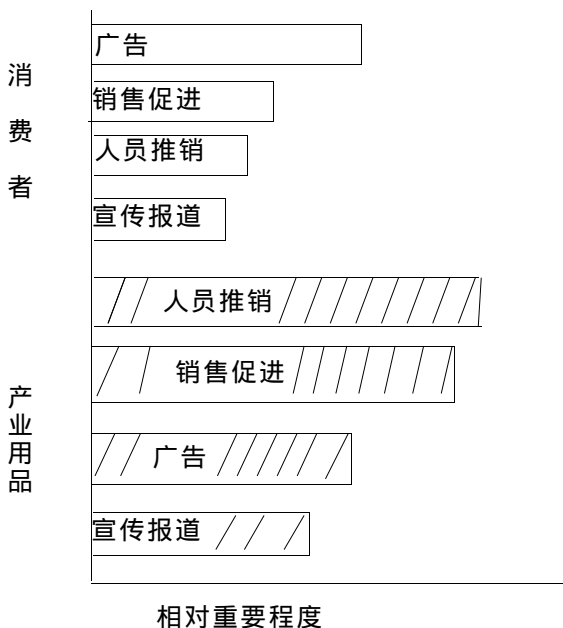 消费者
广告
销售促进
人员推销
宣传报道
产业用品
人员推销
销售促进
广告
宣传报道
相对重要程度